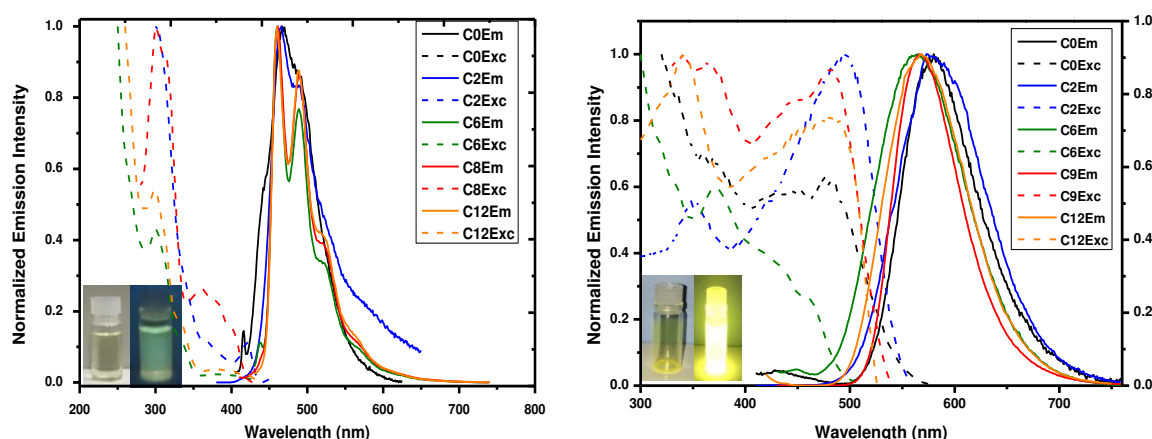 Normalized Emission Intensity
1.0
0.8
0.6
0.4
0.2
0.0
200 300 400 500 600 700 800
Wavelength (nm)
C0Em
C0Exc
C2Em
C2Exc
C6Em
C6Exc
C8Em
C8Exc
C12Em
C12Exc
Normalized Emission Intensity
1.0
0.8
0.6
0.4
0.2
0.0
300 400 500 600 700
Wavelength (nm)
C0Em
C0Exc
C2Em
C2Exc
C6Em
C6Exc
C9Em
C9Exc
C12Em
C12Exc
1.0
0.8
0.6
0.4
0.2
0.0